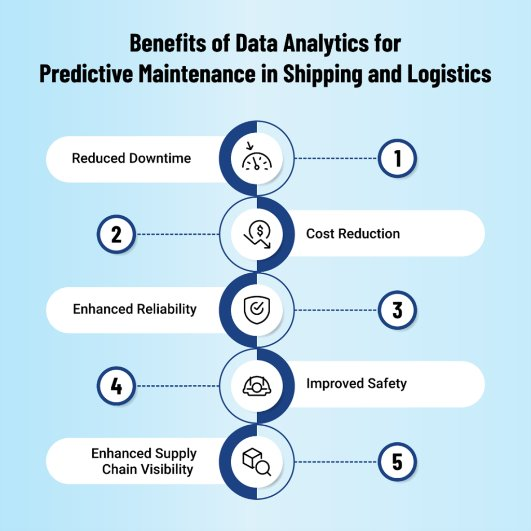 Benefits of Data Analytics for
Predictive Maintenance in Shipping and Logistics
Reduced Downtime
1
2
$
Cost Reduction
Enhanced Reliability
3
4
Improved Safety
Enhanced Supply
Chain Visibility
5